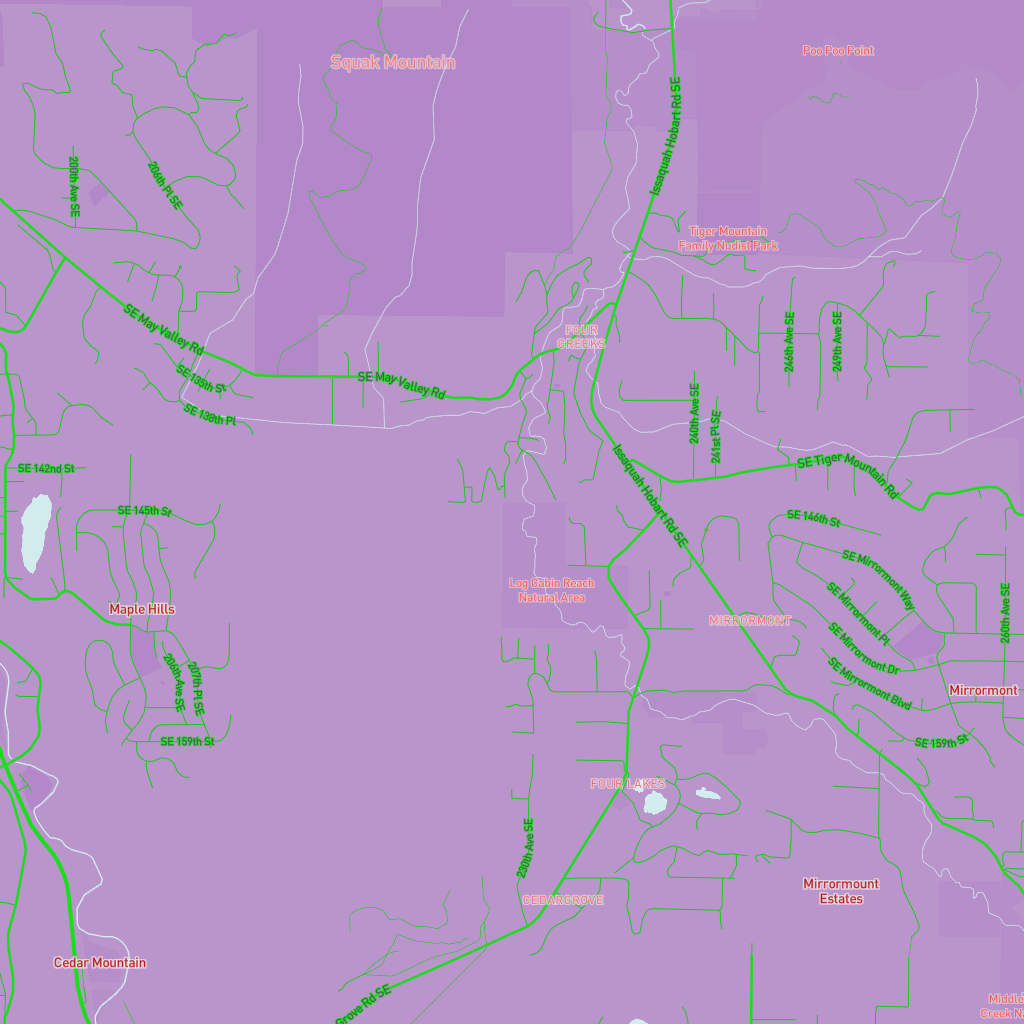 Squak Mountain
Poo Poo Point
Issaquah Hobart Rd SE
200th Ave SE
206th Pl SE
Tiger Mountain
Family Nudist Park
SE May Valley Rd
FOUR
CREEKS
246th Ave SE
249th Ave SE
SE 135th St
SE May Valley Rd
SE 138th Pl
240th Ave SE
241st Pl SE
SE 142nd St
SE Tiger Mountain Rd
Issaquah Hobart Rd SE
SE 145th St
SE 146th St
SE Mirrormont Way
Log Cabin Reach
Natural Area
SE Mirrormont Pl
260th Ave SE
Maple Hills
MIRRORMONT
SE Mirrormont Dr
206th Ave SE
207th Pl SE
SE Mirrormont Blvd
Mirrormont
SE 159th St
SE 159th St
FOUR LAKES
230th Ave SE
Mirrormount
Estates
CEDARGROVE
Cedar Mountain
Grove Rd SE
Middle
Creek N